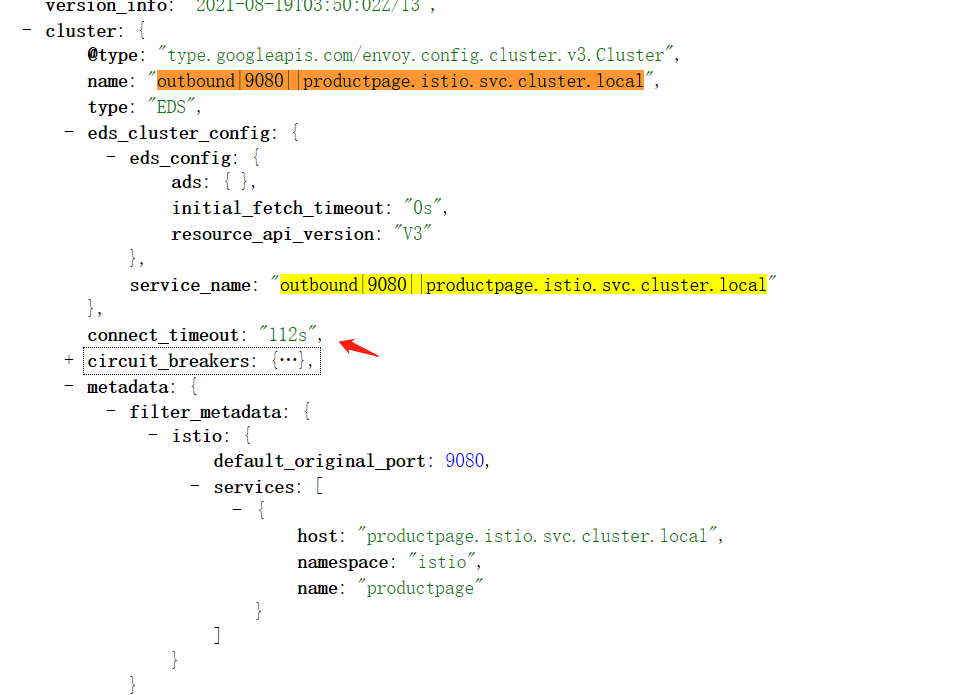 version_info: "2021-08-19T03:50:02Z/13",
- cluster: {
@type: "type.googleapis.com/envoy.config.cluster.v3.Cluster",
name: "outbound|9080||productpage.istio.svc.cluster.local",
type: "EDS",
- eds_cluster_config: {
- eds_config: {
ads: { },
initial_fetch_timeout: "0s",
resource_api_version: "V3"
},
service_name: "outbound|9080||productpage.istio.svc.cluster.local"
},
connect_timeout: "112s",
+ circuit_breakers: {…},
- metadata: {
- filter_metadata: {
- istio: {
default_original_port: 9080,
- services: [
- {
host: "productpage.istio.svc.cluster.local",
namespace: "istio",
name: "productpage"
}
]
}
}